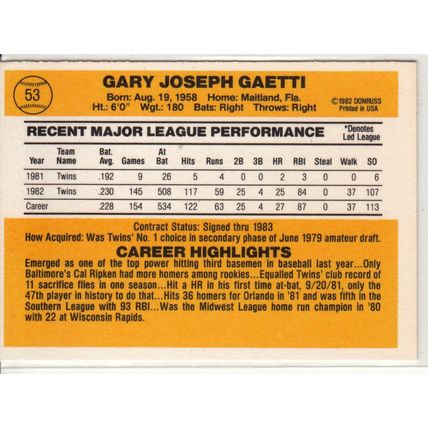 53
GARY JOSEPH GAETTI
Born: Aug. 19, 1958 Home: Maitland, Fla.
Ht.: 6'0" Wgt.: 180 Bats: Right Throws: Right
©1982 DONRUSS
Printed in USA
RECENT MAJOR LEAGUE PERFORMANCE
*Denotes
Led League
Year Team Name Bat. Avg. Games At Bat Hits Runs 2B 3B HR RBI Steal Walk SO
1981 Twins .192 9 26 5 4 0 0 2 3 0 0 6
1982 Twins .230 145 508 117 59 25 4 25 84 0 37 107
Career .228 154 534 122 63 25 4 27 87 0 37 113
Contract Status: Signed thru 1983
How Acquired: Was Twins' No. 1 choice in secondary phase of June 1979 amateur draft.
CAREER HIGHLIGHTS
Emerged as one of the top power hitting third basemen in baseball last year...Only
Baltimore's Cal Ripken had more homers among rookies...Equalled Twins' club record of
11 sacrifice flies in one season...Hit a HR in his first time at-bat, 9/20/81, only the
47th player in history to do that...Hits 36 homers for Orlando in '81 and was fifth in the
Southern League with 93 RBI...Was the Midwest League home run champion in '80
with 22 at Wisconsin Rapids.